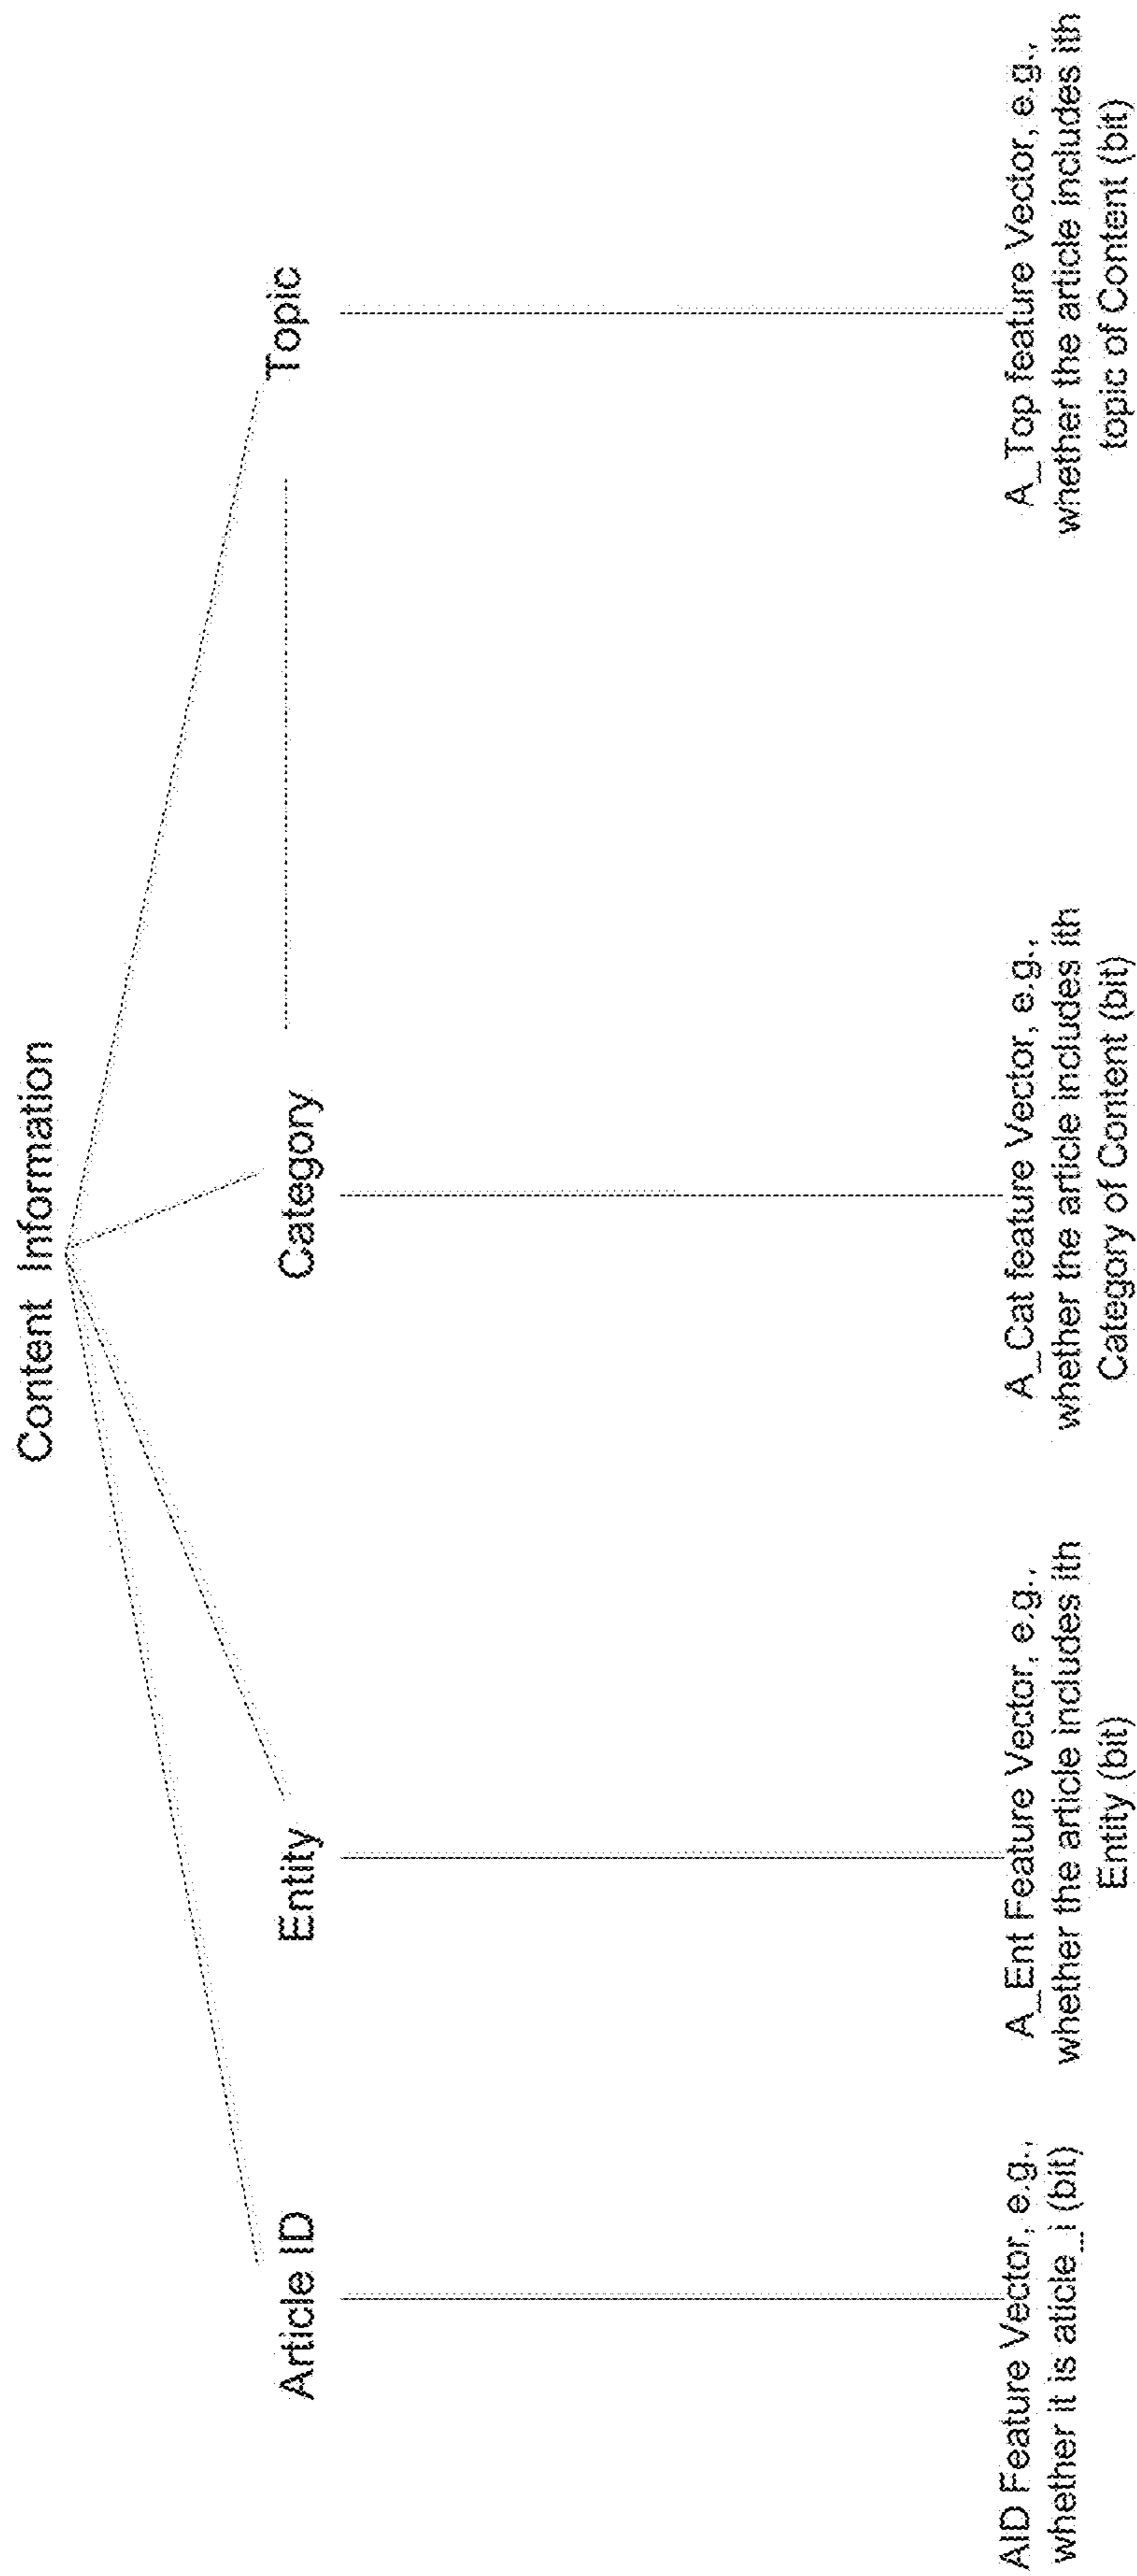 Content Information
Article ID
Entity
Category
Topic
AID Feature Vector, e.g.,
whether it is aticle_i (bit)
A_Ent Feature Vector, e.g.,
whether the article includes ith
Entity (bit)
A_Cat feature Vector, e.g.,
whether the article includes ith
Category of Content (bit)
A_Top feature Vector, e.g.,
whether the article includes ith
topic of Content (bit)